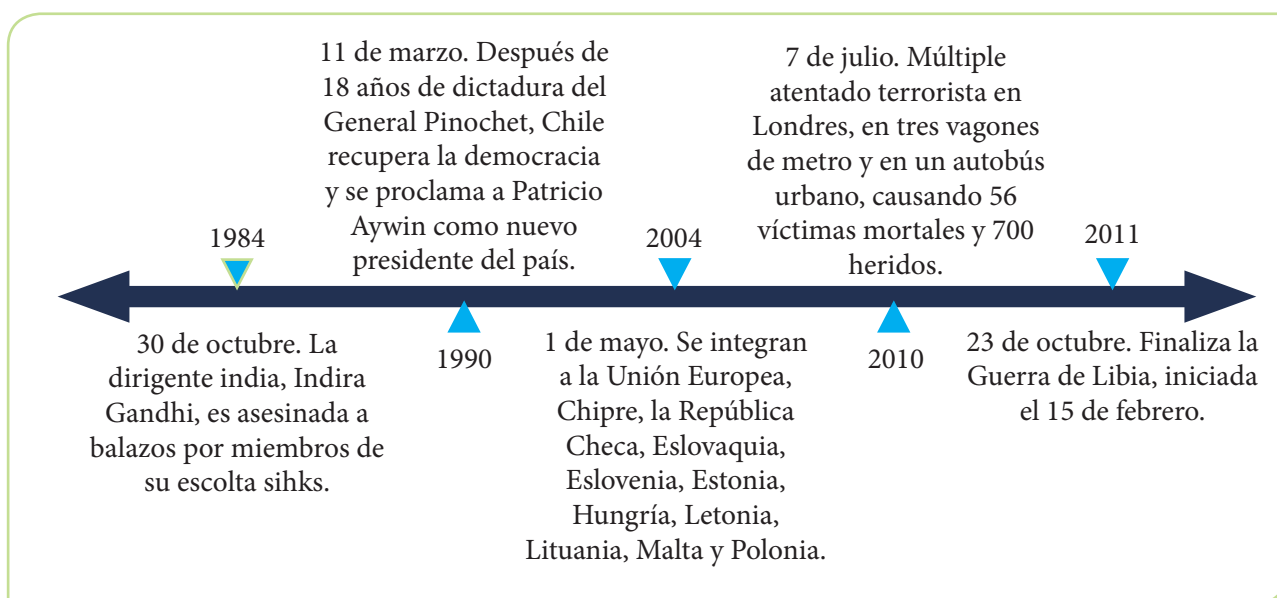 1984
30 de octubre. La
dirigente india, Indira
Gandhi, es asesinada a
balazos por miembros de
su escolta sihks.
11 de marzo. Después de
18 años de dictadura del
General Pinochet, Chile
recupera la democracia
y se proclama a Patricio
Aywin como nuevo
presidente del país.
1990
2004
1 de mayo. Se integran
a la Unión Europea,
Chipre, la República
Checa, Eslovaquia,
Eslovenia, Estonia,
Hungría, Letonia,
Lituania, Malta y Polonia.
7 de julio. Múltiple
atentado terrorista en
Londres, en tres vagones
de metro y en un autobús
urbano, causando 56
víctimas mortales y 700
heridos.
2010
2011
23 de octubre. Finaliza la
Guerra de Libia, iniciada
el 15 de febrero.